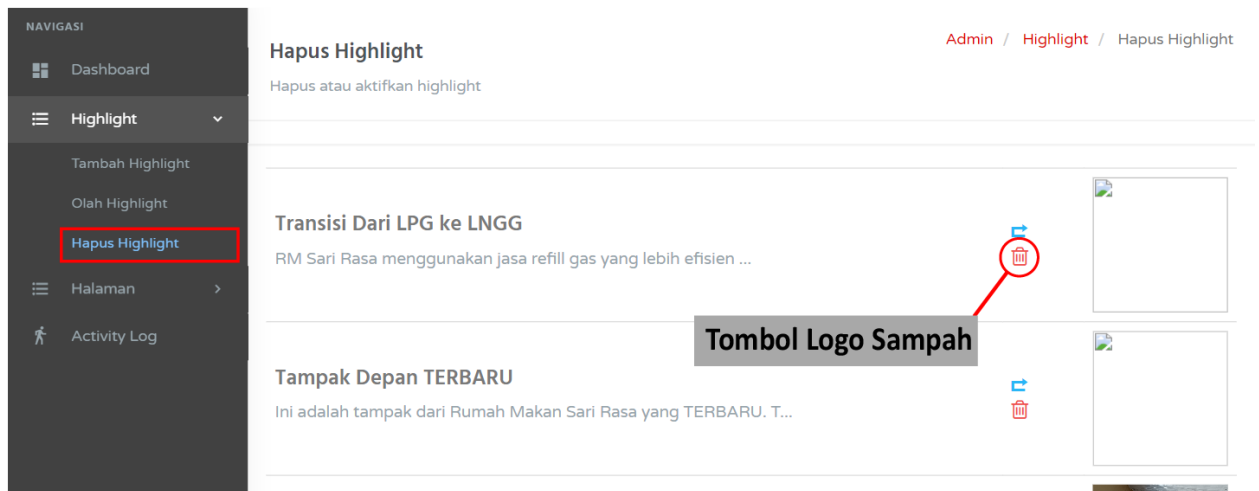 NAVIGASI
Dashboard
Highlight
Tambah Highlight
Olah Highlight
Hapus Highlight
Halaman
Activity Log
Hapus Highlight
Hapus atau aktifkan highlight
Admin / Highlight / Hapus Highlight
Transisi Dari LPG ke LNGG
RM Sari Rasa menggunakan jasa refill gas yang lebih efisien ...
Tombol Logo Sampah
Tampak Depan TERBARU
Ini adalah tampak dari Rumah Makan Sari Rasa yang TERBARU. T...